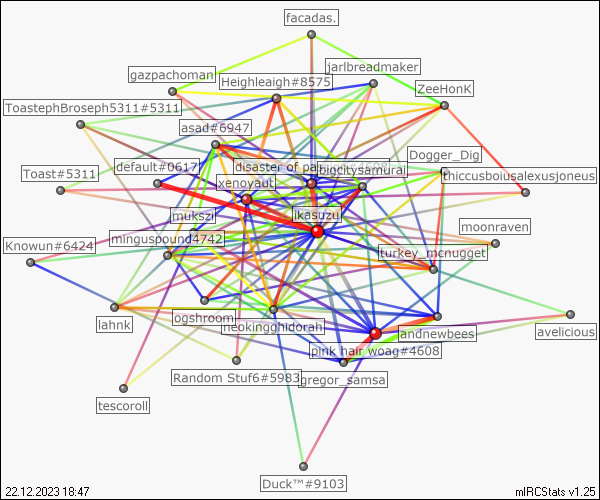 facadas.
jarlbreadmaker
gazpachoman
Heighleaigh#8575
ZeeHonK
ToastephBroseph5311#5311
asad#6947
Dogger_Dig
default#0617
disaster of pa
bigcitysamurai
Toast#5311
thiccusboiusalexusjoneus
xenoyaut
mukszi
ikasuzu
moonraven
Knowun#6424
minguspound4742
turkey_mcnugget
lahnk
ogshroom
neokingghidorah
andnewbees
avelicious
pink hair woag#4608
Random Stuf6#5983
gregor_samsa
tescoroll
Duck™#9103
22.12.2023 18:47
mIRCStats v1.25